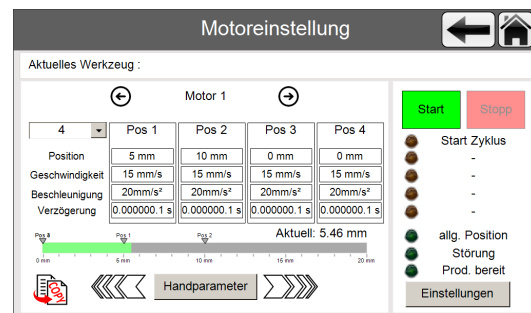 Motoreinstellung
Aktuelles Werkzeug :
Motor 1
Start
Stopp
4
Pos 1 Pos 2 Pos 3 Pos 4
Start Zyklus
-
-
-
-
Position 5 mm 10 mm 0 mm 0 mm
Geschwindigkeit 15 mm/s 15 mm/s 15 mm/s 15 mm/s
Beschleunigung 20mm/s² 20mm/s² 20mm/s² 20mm/s²
Verzögerung 0.000000.1 s 0.000000.1 s 0.000000.1 s 0.000000.1 s
Aktuell: 5.46 mm
Pos 1 Pos 2
0 mm 5 mm 10 mm 15 mm 20 mm
allg. Position
Störung
Prod. bereit
COPY
Handparameter
Einstellungen